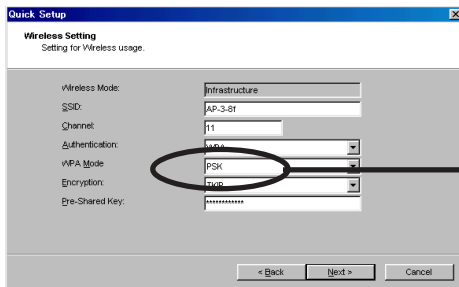 Quick Setup
Wireless Setting
Setting for Wireless usage.
Wireless Mode: Infrastructure
SSID: AP-3-8f
Channel: 11
Authentication: WPA
WPA Mode PSK
Encryption: TKIP
Pre-Shared Key: ************
< Back Next > Cancel